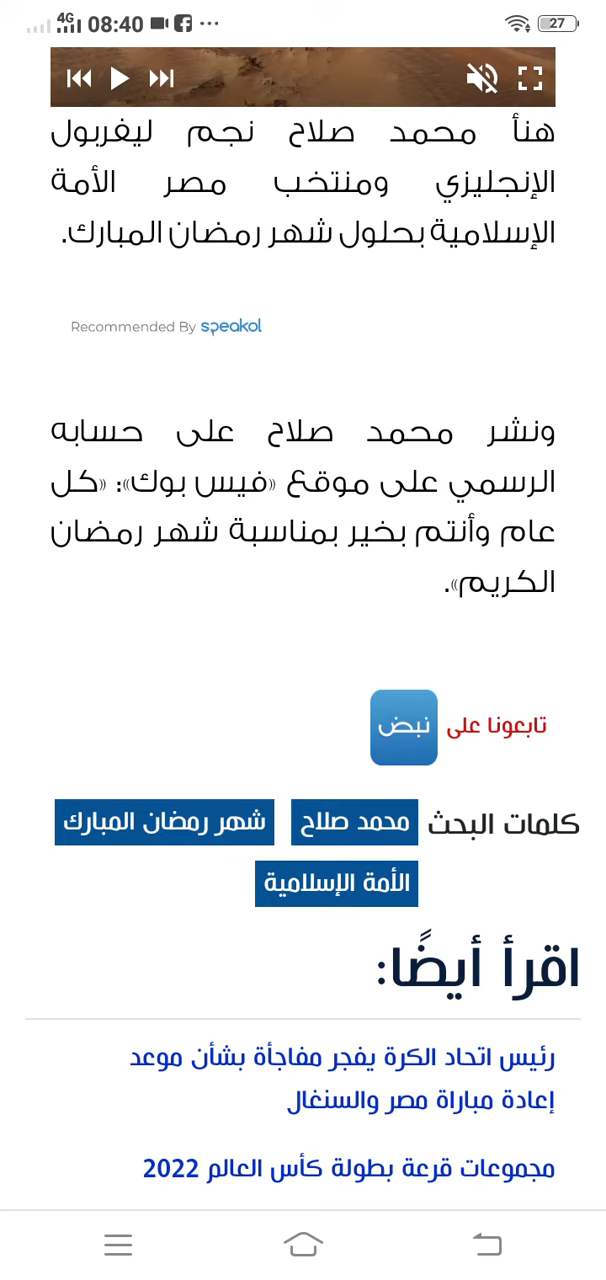 4G 08:40
27
هنأ محمد صلاح نجم ليفربول
الإنجليزي ومنتخب مصر الأمة
الإسلامية بحلول شهر رمضان المبارك.
Recommended By speakol
ونشر محمد صلاح على حسابه
الرسمي على موقع «فيس بوك»: «كل
عام وأنتم بخير بمناسبة شهر رمضان
الكريم».
تابعونا على نبض
كلمات البحث محمد صلاح شهر رمضان المبارك
الأمة الإسلامية
اقرأ أيضًا:
رئيس اتحاد الكرة يفجر مفاجأة بشأن موعد
إعادة مباراة مصر والسنغال
مجموعات قرعة بطولة كأس العالم 2022